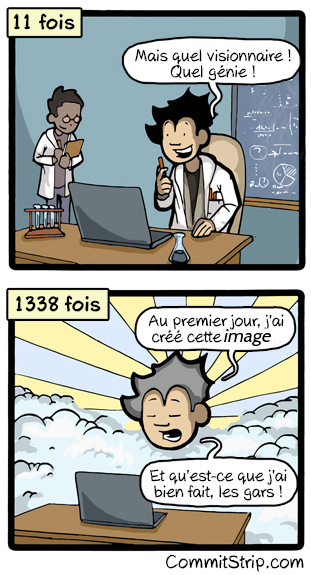 11 fois
Mais quel visionnaire !
Quel génie !
1338 fois
Au premier jour, j'ai
créé cette image
Et qu'est-ce que j'ai
bien fait, les gars !
CommitStrip.com